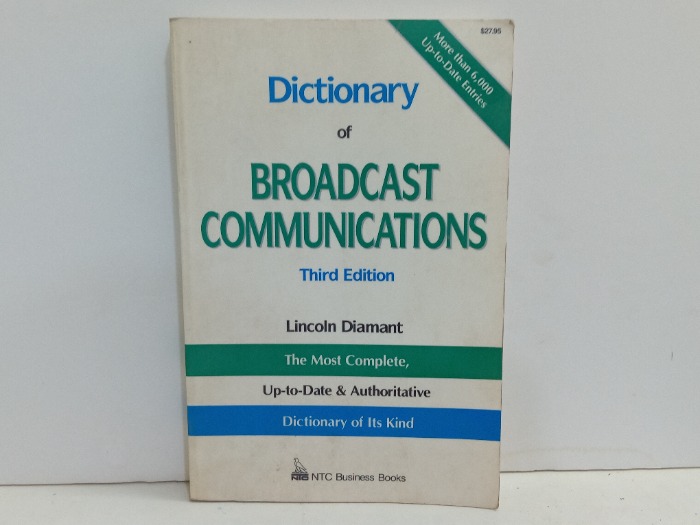 $27.95
More than 6,000
Up-to-Date Entries
Dictionary
of
BROADCAST
COMMUNICATIONS
Third Edition
Lincoln Diamant
The Most Complete,
Up-to-Date & Authoritative
Dictionary of Its Kind
NTC NTC Business Books